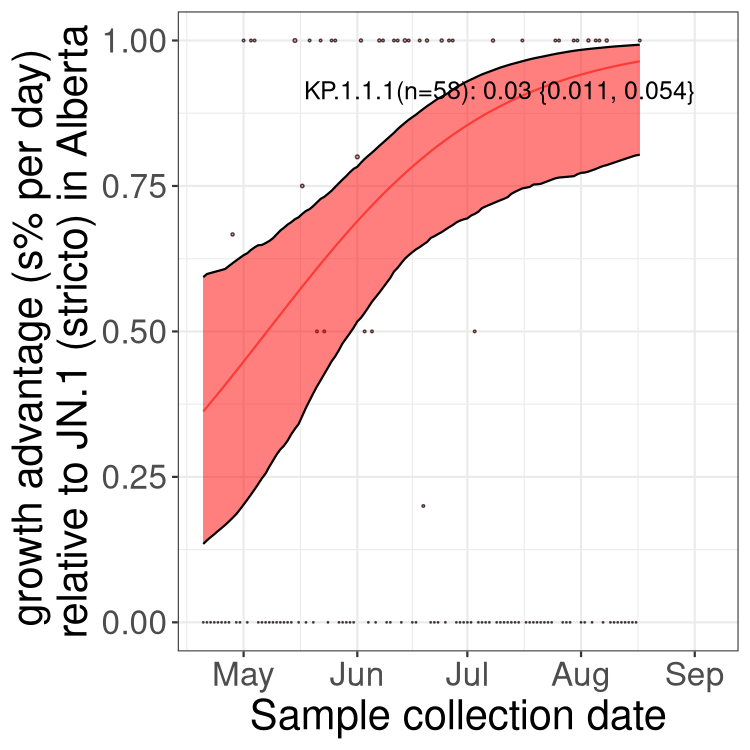 growth advantage (s% per day)
relative to JN.1 (stricto) in Alberta
1.00
0.75
0.50
0.25
0.00
KP.1.1.1(n=58): 0.03 {0.011, 0.054}
May Jun Jul Aug Sep
Sample collection date